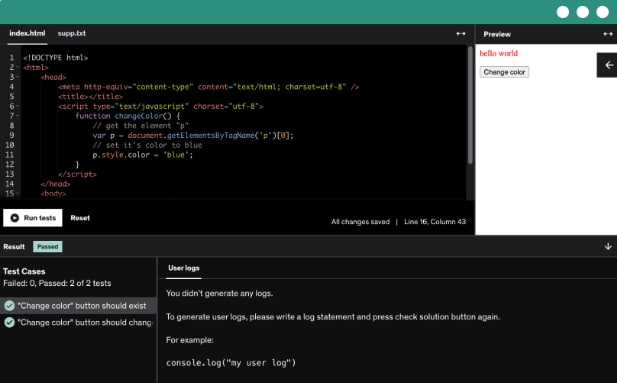 index.html supp.txt
Preview
1 <!DOCTYPE html>
2 <html>
3 <head>
4 <meta http-equiv="content-type" content="text/html; charset=utf-8" />
5 <title></title>
6 <script type="text/javascript" charset="utf-8">
7 function changeColor() {
8 // get the element "p"
9 var p = document.getElementsByTagName('p')[0];
10 // set it's color to blue
11 p.style.color = 'blue';
12 }
13 </script>
14 </head>
15 <body>
hello world
Change color
Run tests Reset
All changes saved | Line 16, Column 43
Result Passed
Test Cases
Failed: 0, Passed: 2 of 2 tests
"Change color" button should exist
"Change color" button should chang
User logs
You didn't generate any logs.
To generate user logs, please write a log statement and press check solution button again.
For example:
console.log("my user log")